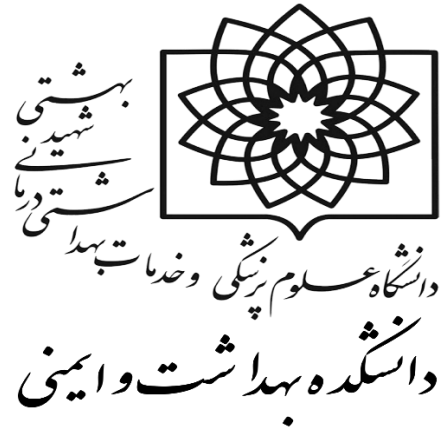 دانشگاه علوم پزشکی و خدمات بهداشتی درمانی شهید بهشتی
دانشکده بهداشت و ایمنی